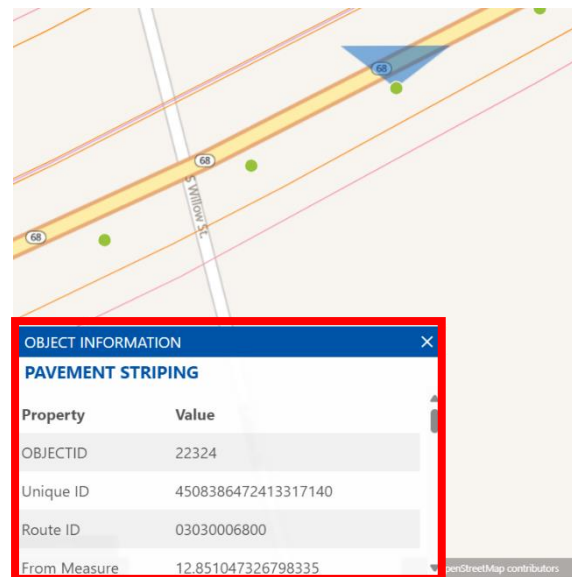 68
68
S Willow St.
68
OBJECT INFORMATION ×
PAVEMENT STRIPING
Property Value
OBJECTID 22324
Unique ID 4508386472413317140
Route ID 03030006800
From Measure 12.851047326798335
penStreetMap contributors